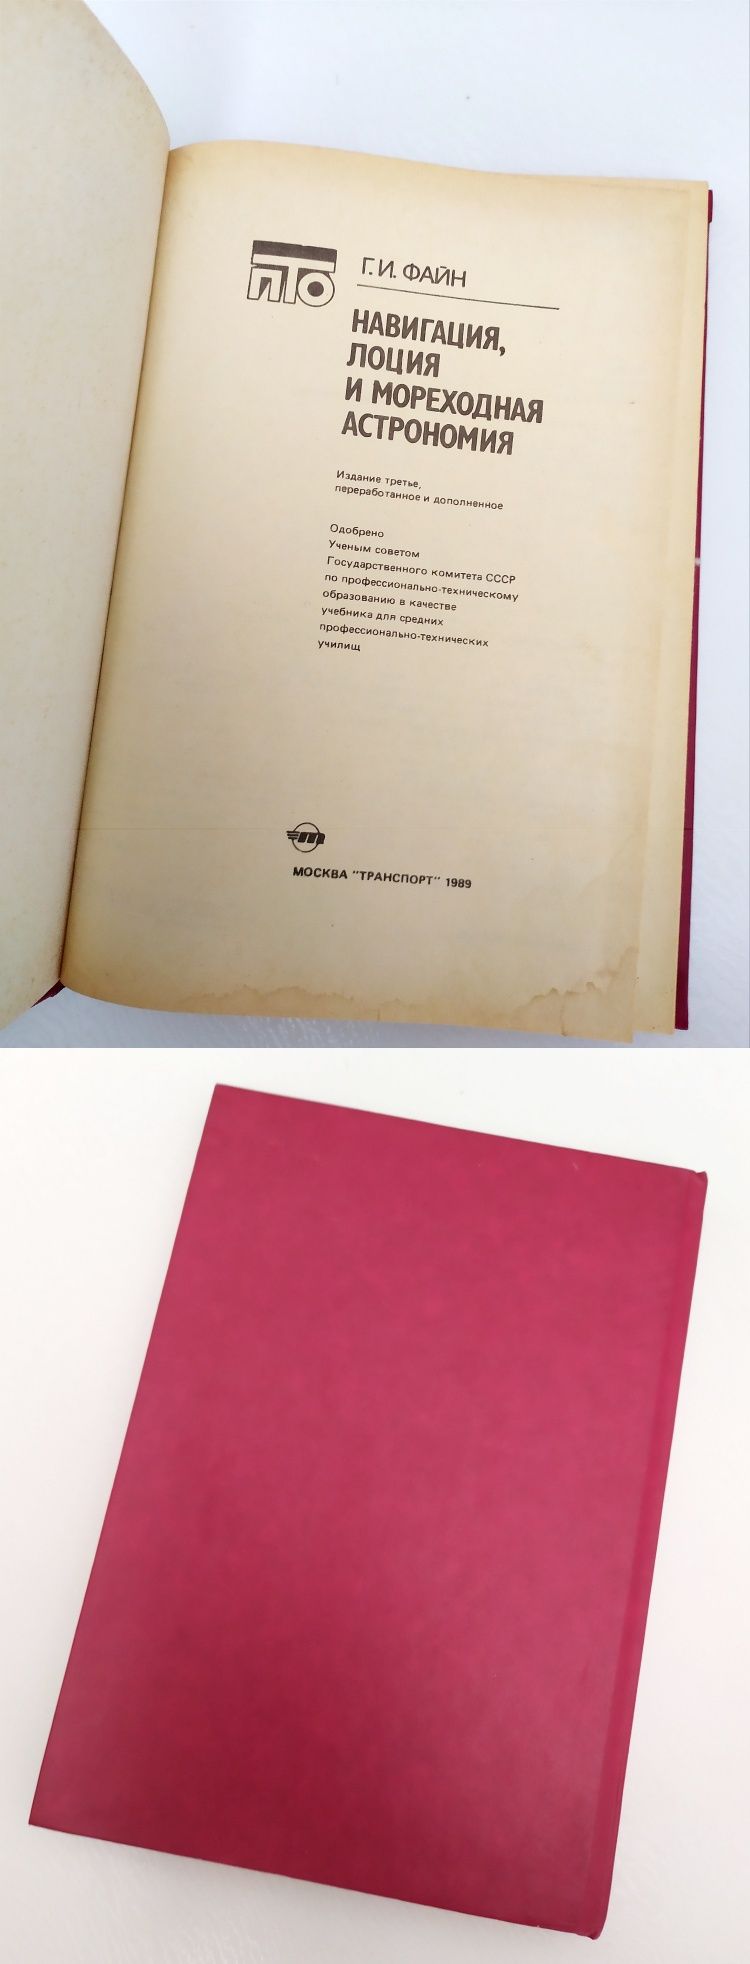 ПТО
Г.И. ФАЙН
НАВИГАЦИЯ,
ЛОЦИЯ
И МОРЕХОДНАЯ
АСТРОНОМИЯ
Издание третье,
переработанное и дополненное
Одобрено
Ученым советом
Государственного комитета СССР
по профессионально-техническому
образованию в качестве
учебника для средних
профессионально-технических
училищ
т
МОСКВА "ТРАНСПОРТ" 1989